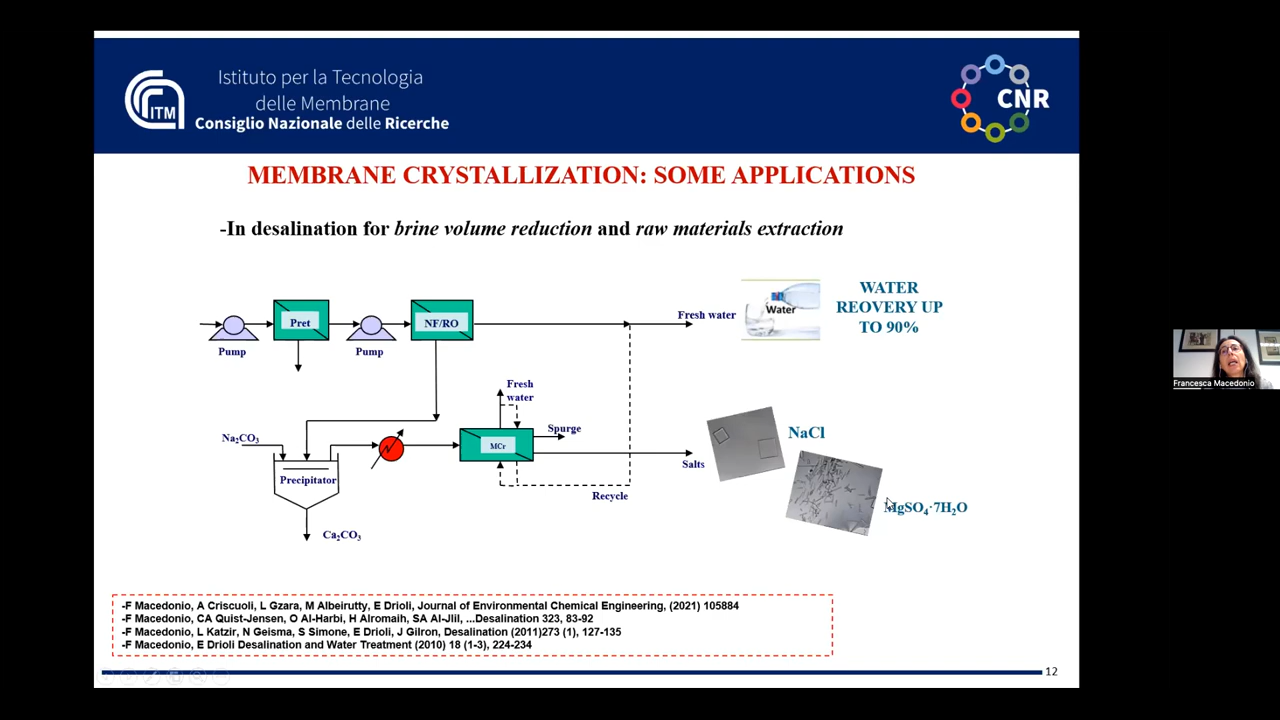 Istituto per la Tecnologia
delle Membrane
Consiglio Nazionale delle Ricerche
ITM
CNR
MEMBRANE CRYSTALLIZATION: SOME APPLICATIONS
-In desalination for brine volume reduction and raw materials extraction
Pret
NF/RO
Pump
Pump
Fresh water
Water
WATER
REOVERY UP
TO 90%
Fresh
water
Spurge
Na₂CO₃
MCr
Salts
Precipitator
Recycle
Ca₂CO₃
NaCl
MgSO₄·7H₂O
Francesca Macedonio
-F Macedonio, A Criscuoli, L Gzara, M Albeirutty, E Drioli, Journal of Environmental Chemical Engineering, (2021) 105884
-F Macedonio, CA Quist-Jensen, O Al-Harbi, H Alromaih, SA Al-Jlil, ...Desalination 323, 83-92
-F Macedonio, L Katzir, N Geisma, S Simone, E Drioli, J Gilron, Desalination (2011)273 (1), 127-135
-F Macedonio, E Drioli Desalination and Water Treatment (2010) 18 (1-3), 224-234
12